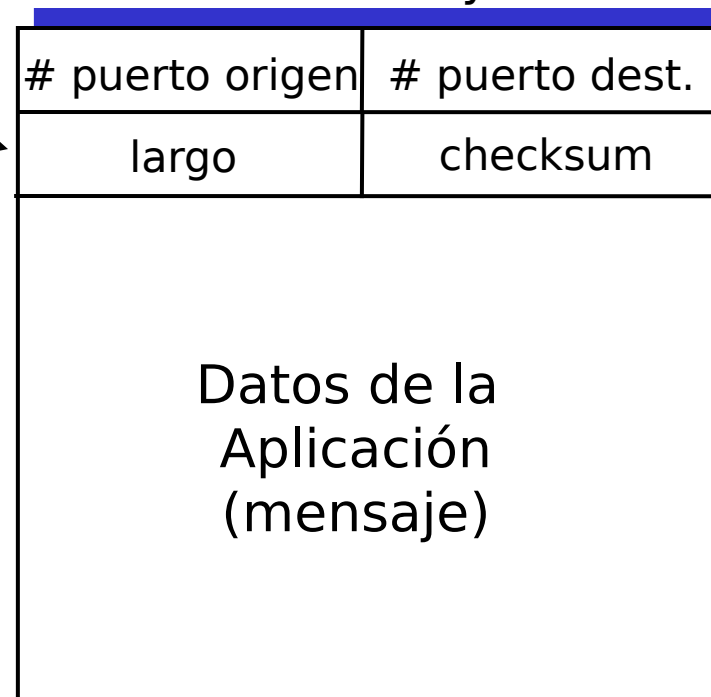 # puerto origen # puerto dest.
largo checksum
Datos de la
Aplicación
(mensaje)